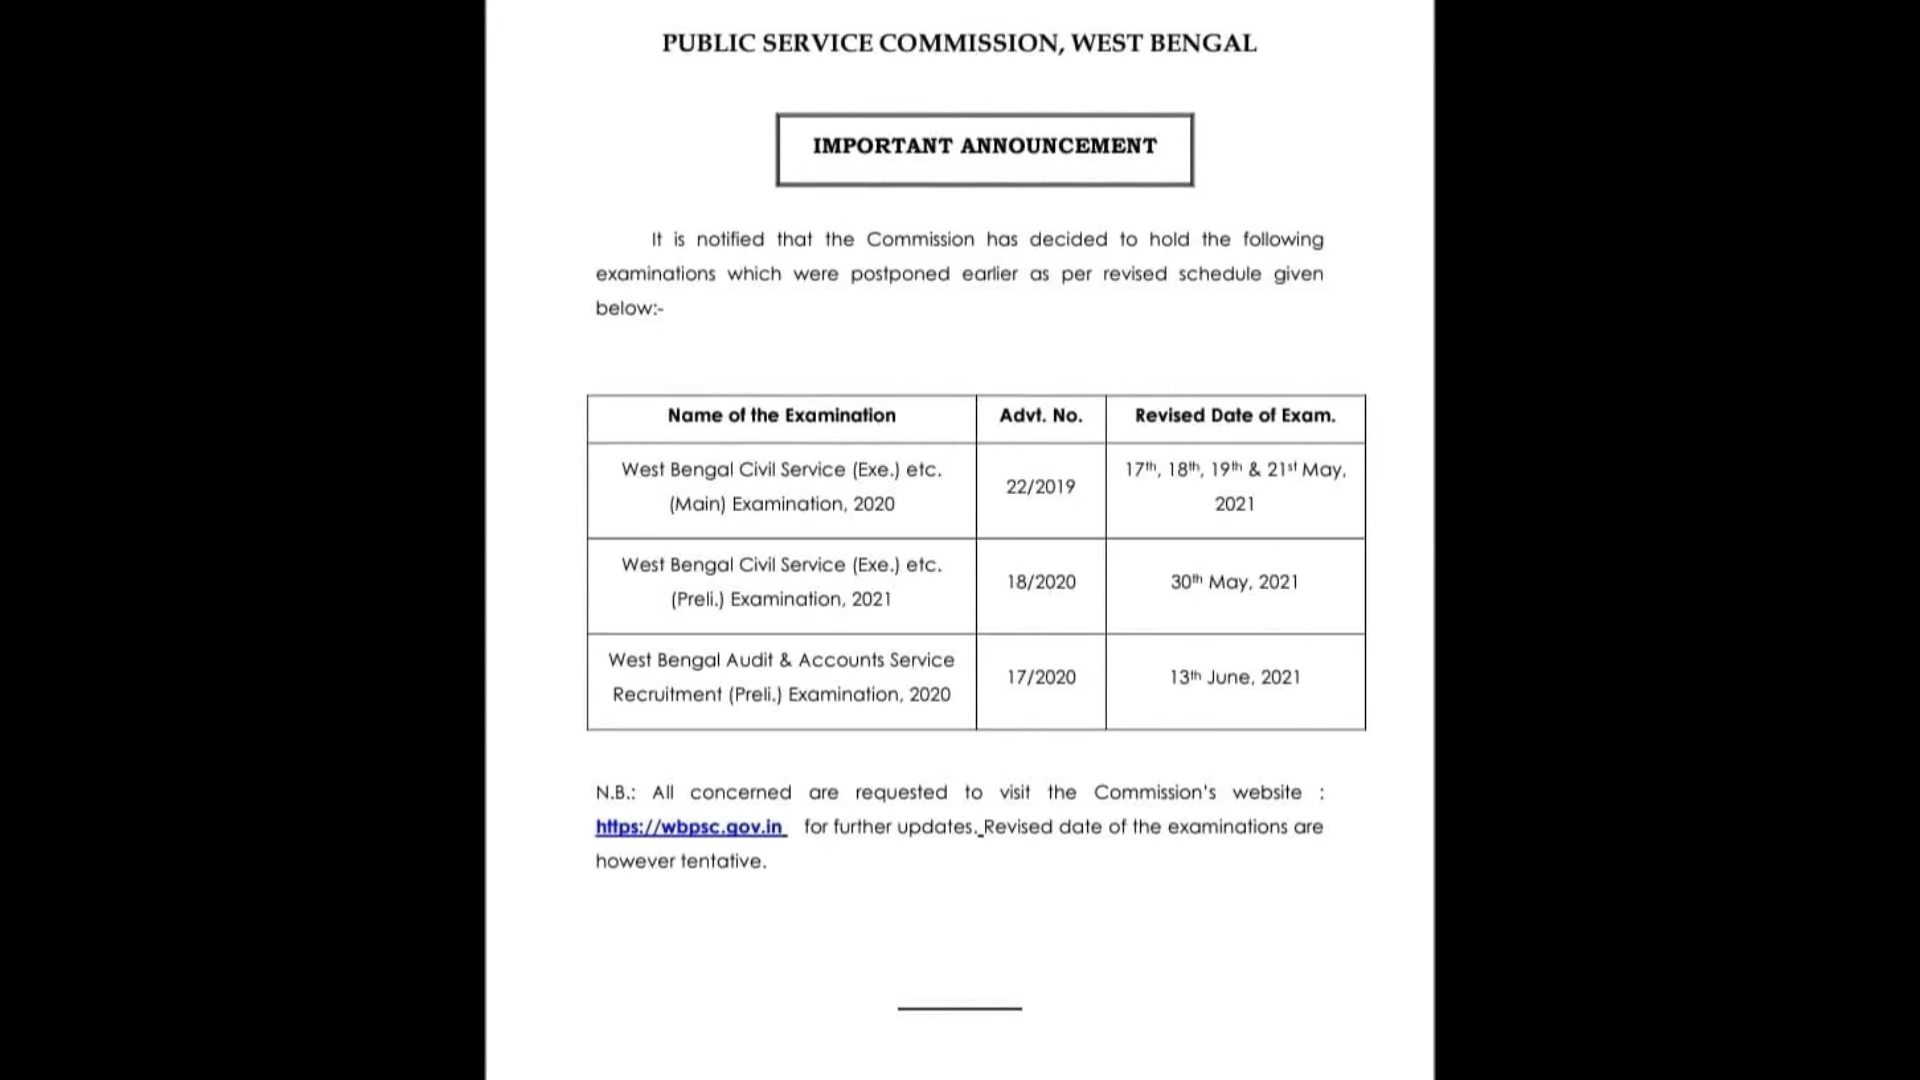 PUBLIC SERVICE COMMISSION, WEST BENGAL
IMPORTANT ANNOUNCEMENT
It is notified that the Commission has decided to hold the following
examinations which were postponed earlier as per revised schedule given
below:-
Name of the Examination Advt. No. Revised Date of Exam.
West Bengal Civil Service (Exe.) etc.
(Main) Examination, 2020
22/2019
17th, 18th, 19th & 21st May,
2021
West Bengal Civil Service (Exe.) etc.
(Preli.) Examination, 2021
18/2020
30th May, 2021
West Bengal Audit & Accounts Service
Recruitment (Preli.) Examination, 2020
17/2020
13th June, 2021
N.B.: All concerned are requested to visit the Commission's website :
https://wbpsc.gov.in for further updates. Revised date of the examinations are
however tentative.